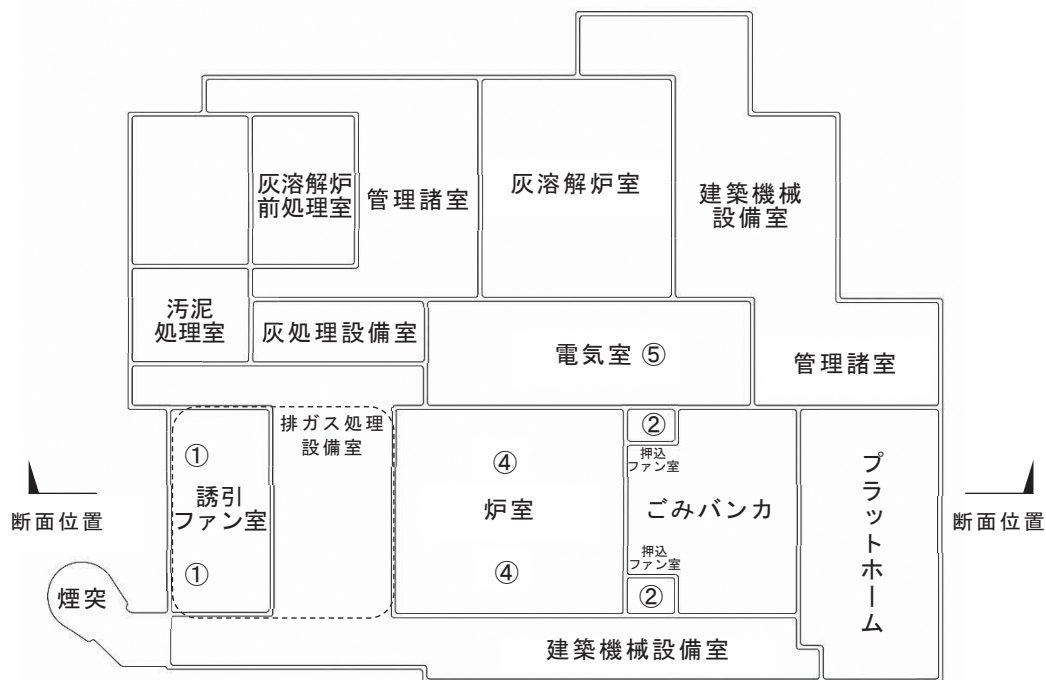 灰溶解炉
前処理室
管理諸室
灰溶解炉室
建築機械
設備室
汚泥
処理室
灰処理設備室
電気室 ⑤
管理諸室
排ガス処理
設備室
①
誘引
ファン室
①
④
炉室
④
②
押込
ファン室
ごみバンカ
押込
ファン室
②
プラットホーム
断面位置
断面位置
煙突
建築機械設備室